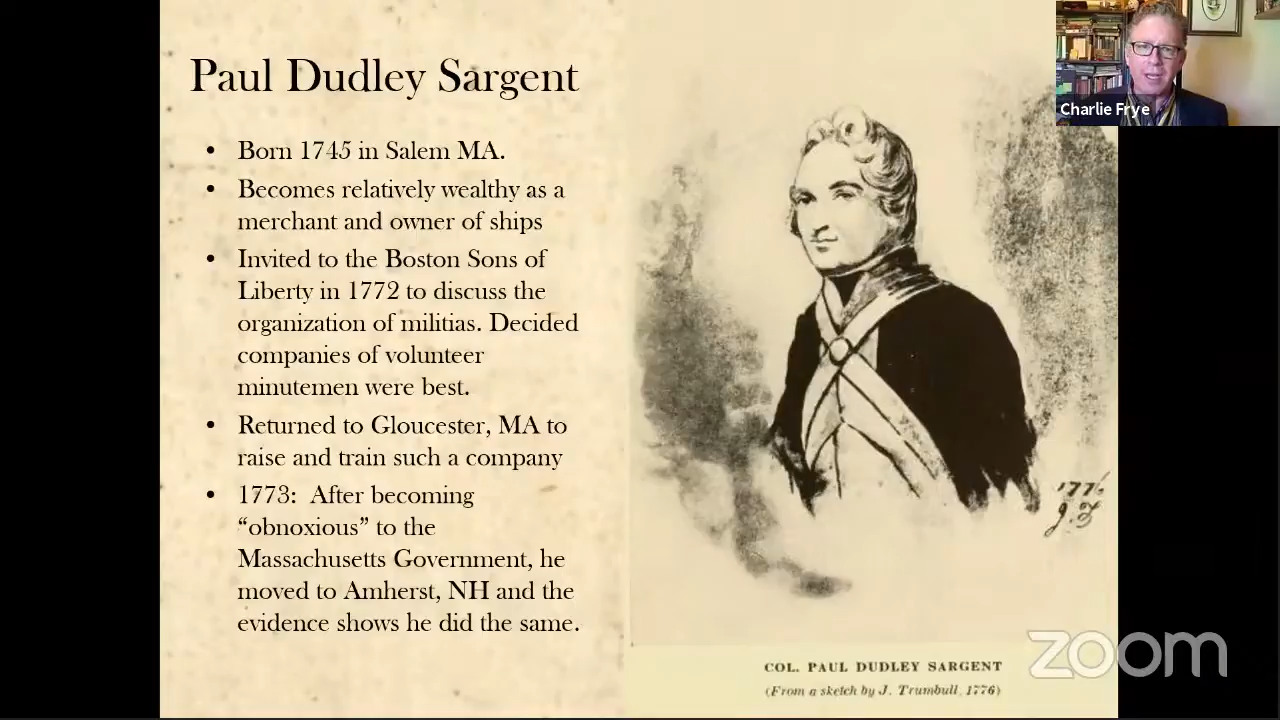 Paul Dudley Sargent
• Born 1745 in Salem MA.
• Becomes relatively wealthy as a
merchant and owner of ships
• Invited to the Boston Sons of
Liberty in 1772 to discuss the
organization of militias. Decided
companies of volunteer
minutemen were best.
• Returned to Gloucester, MA to
raise and train such a company
• 1773:  After becoming
“obnoxious” to the
Massachusetts Government, he
moved to Amherst, NH and the
evidence shows he did the same.
Charlie Frye
1776
J. T
COL. PAUL DUDLEY SARGENT
(From a sketch by J. Trumbull, 1776)
zoom